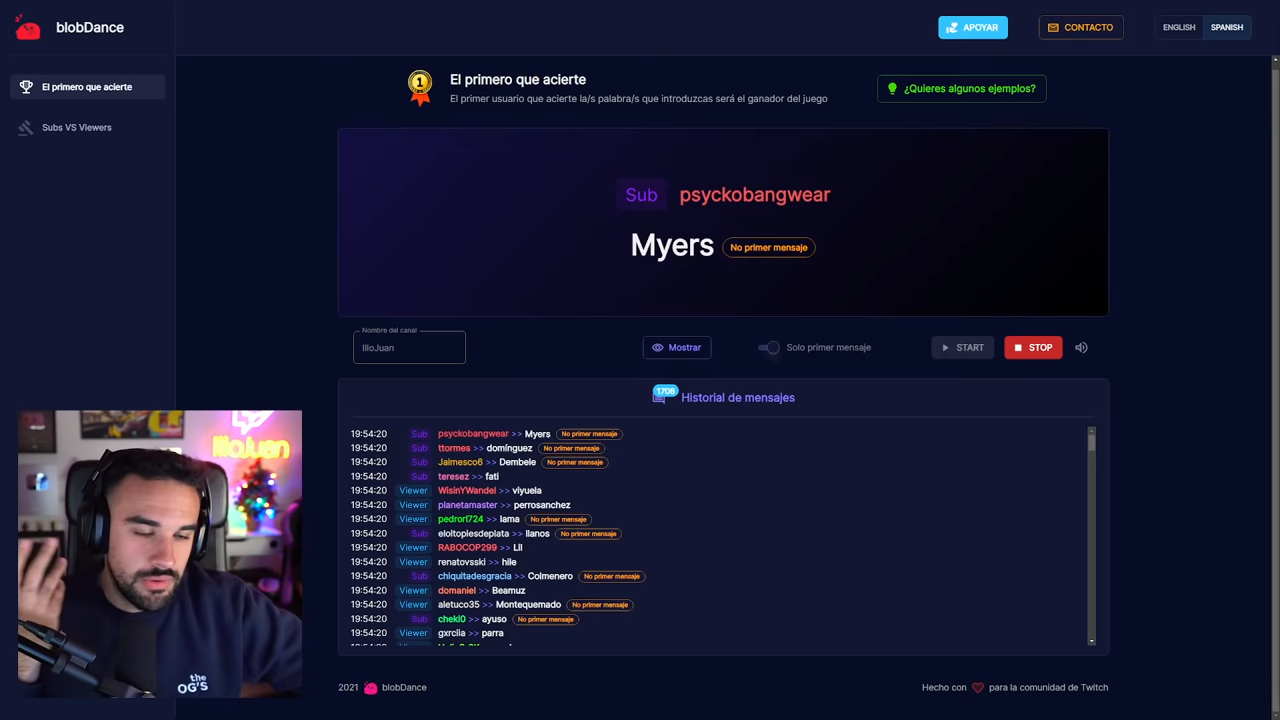 blobDance
APOYAR
CONTACTO
ENGLISH
SPANISH
El primero que acierte
Subs VS Viewers
El primero que acierte
El primer usuario que acierte la/s palabra/s que introduzcas será el ganador del juego
¿Quieres algunos ejemplos?
1
Sub psyckobangwear
Myers No primer mensaje
Nombre del canal
IlloJuan
Mostrar
Solo primer mensaje
START
STOP
1706
Historial de mensajes
19:54:20 Sub psyckobangwear >> Myers No primer mensaje
19:54:20 Sub ttormes >> domínguez No primer mensaje
19:54:20 Sub Jaimesco6 >> Dembele No primer mensaje
19:54:20 Sub teresez >> fati
19:54:20 Viewer WisinYWandel >> viyuela
19:54:20 Viewer planetamaster >> perrosanchez
19:54:20 Viewer pedrorl724 >> lama No primer mensaje
19:54:20 Sub eloltopiesdeplata >> llanos No primer mensaje
19:54:20 Viewer RABOCOP299 >> Lil
19:54:20 Viewer renatovsski >> hile
19:54:20 Sub chiquitadesgracia >> Colmenero No primer mensaje
19:54:20 Viewer domaniel >> Beamuz
19:54:20 Viewer aletuco35 >> Montequemado No primer mensaje
19:54:20 Sub cheki0 >> ayuso No primer mensaje
19:54:20 Viewer gxrcila >> parra
illoJuan
the
OG'S
2021 blobDance
Hecho con para la comunidad de Twitch